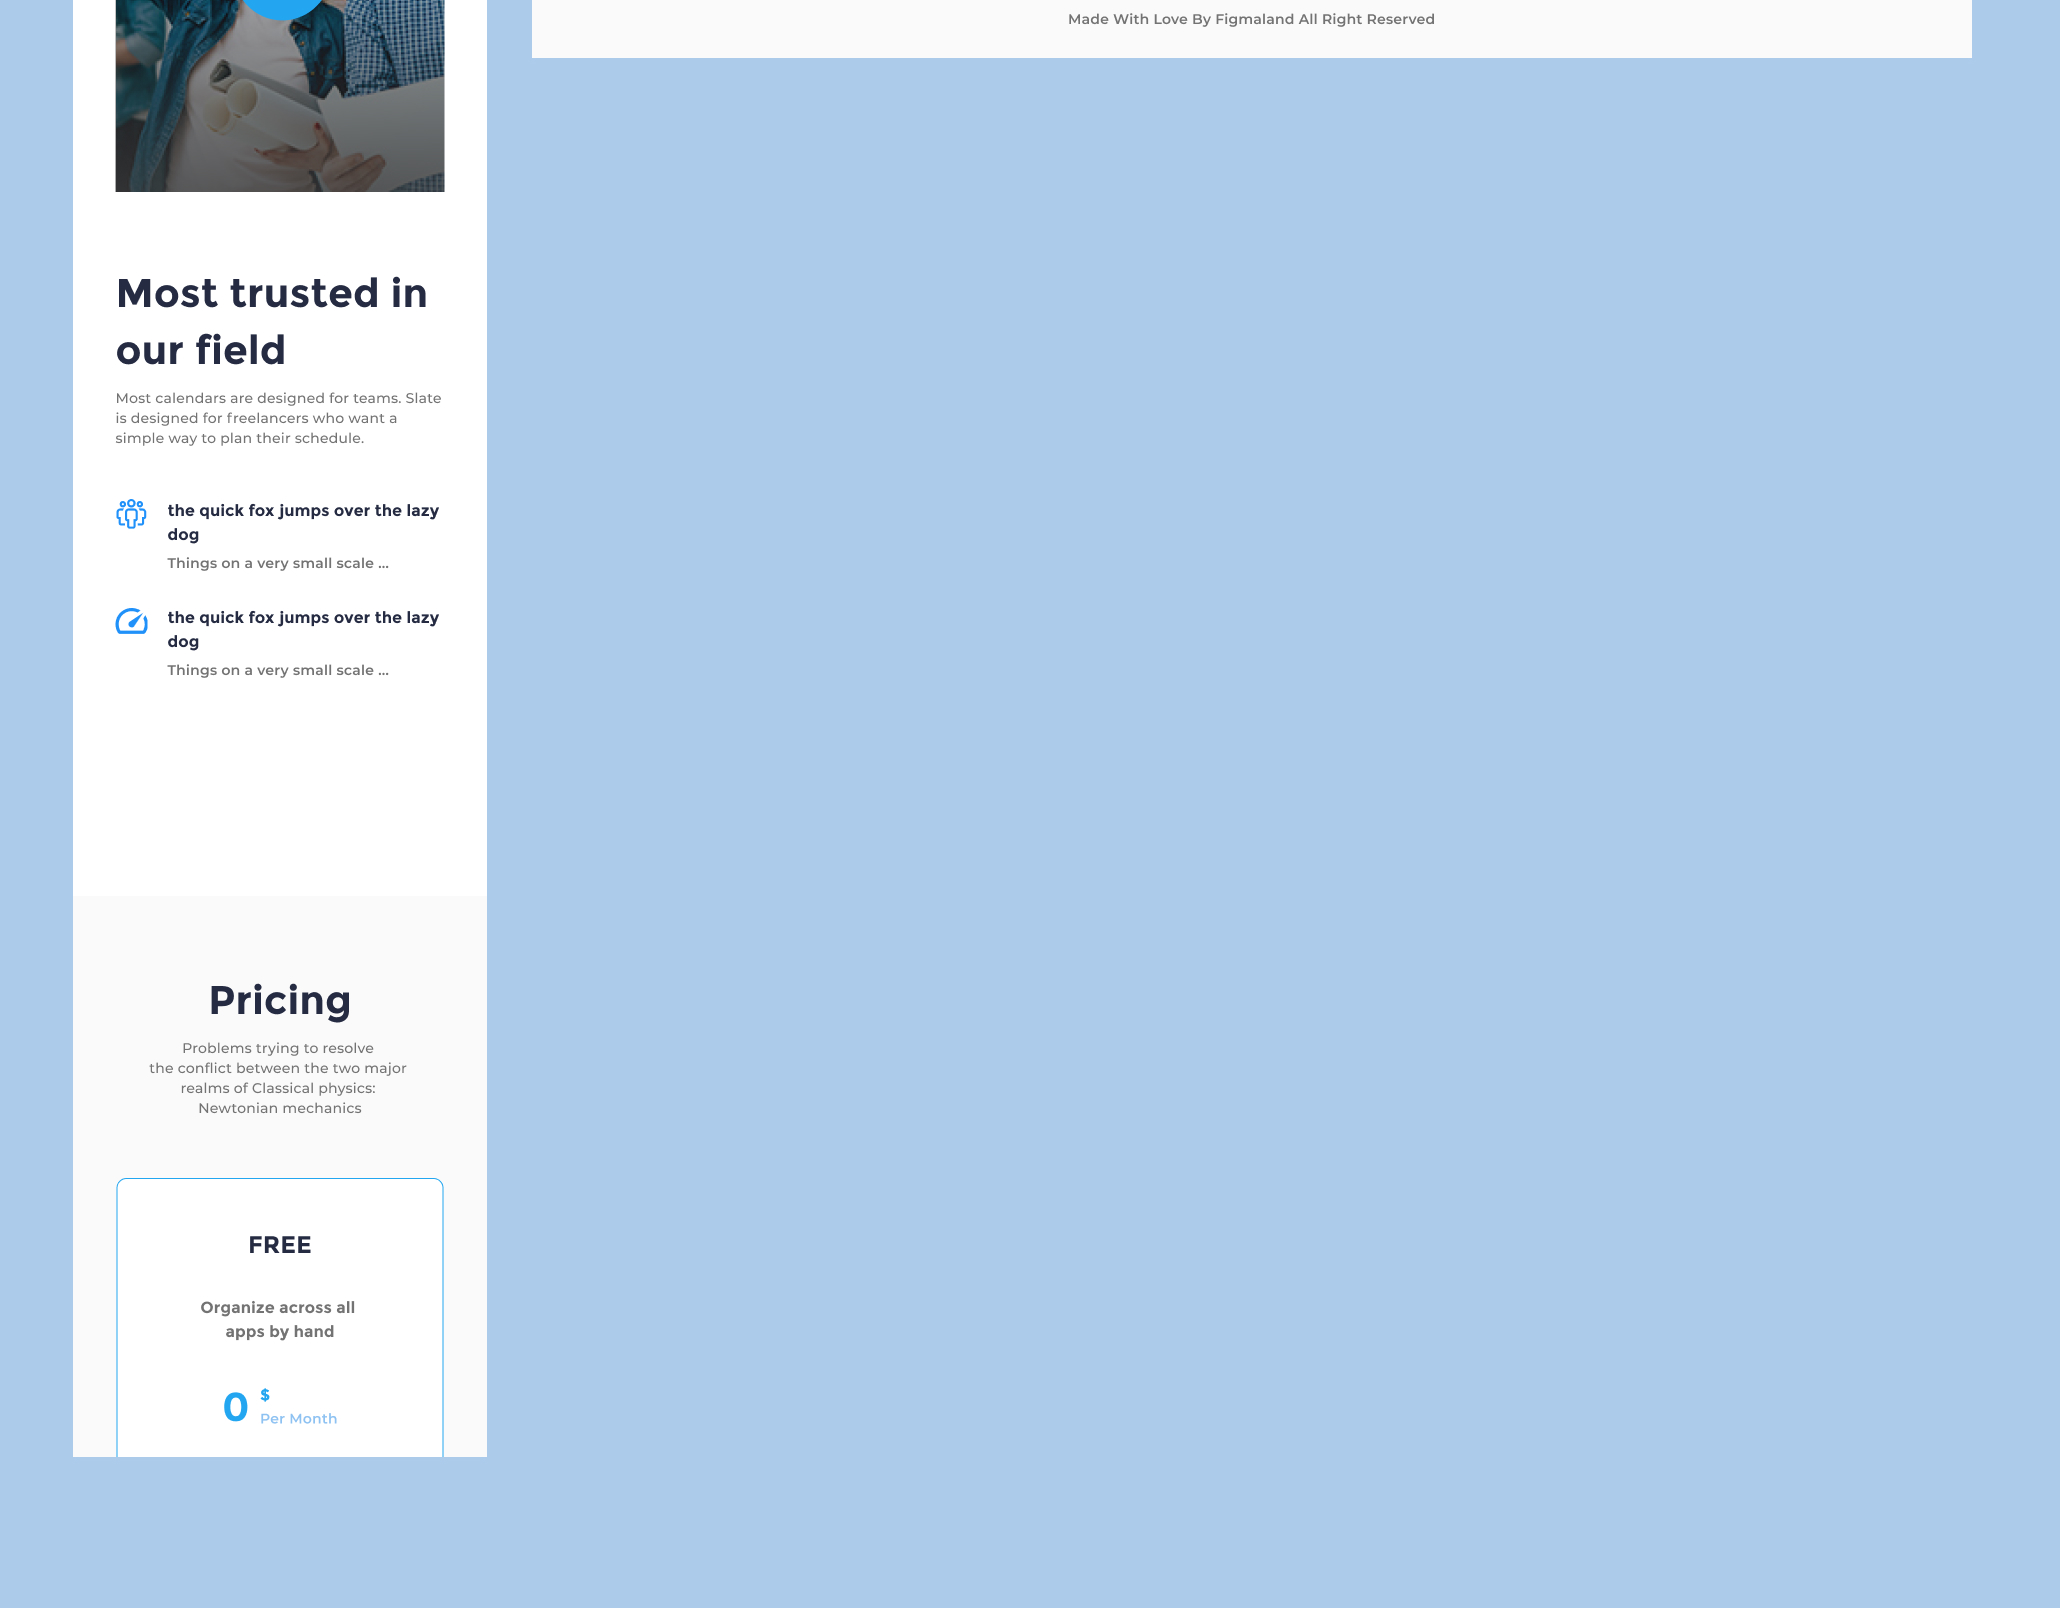 Made With Love By Figmaland All Right Reserved
Most trusted in
our field
Most calendars are designed for teams. Slate
is designed for freelancers who want a
simple way to plan their schedule.
the quick fox jumps over the lazy
dog
Things on a very small scale ...
the quick fox jumps over the lazy
dog
Things on a very small scale ...
Pricing
Problems trying to resolve
the conflict between the two major
realms of Classical physics:
Newtonian mechanics
FREE
Organize across all
apps by hand
0 $
Per Month